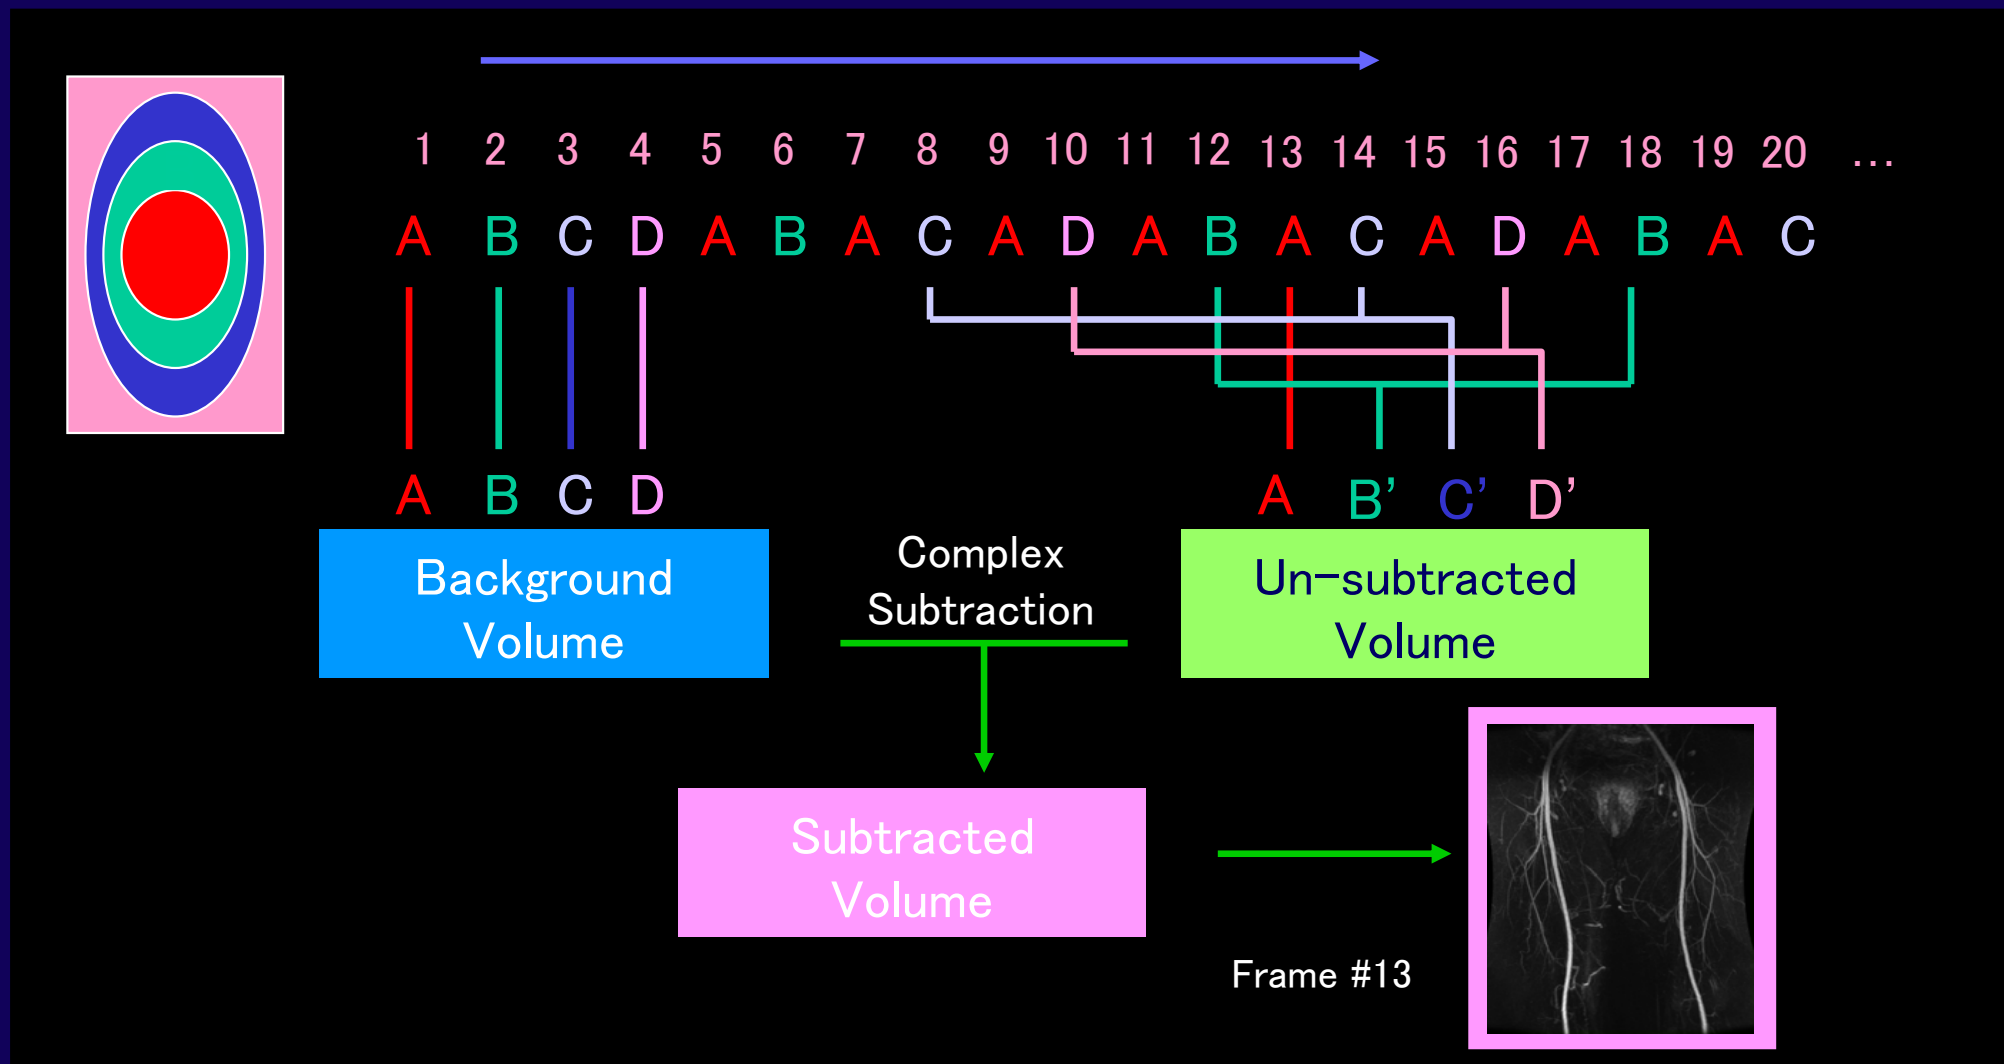 1 2 3 4 5 6 7 8 9 10 11 12 13 14 15 16 17 18 19 20 …
A B C D A B A C A D A B A C A D A B A C
A B C D
A B’ C’ D’
Background
Volume
Complex
Subtraction
Un-subtracted
Volume
Subtracted
Volume
Frame #13